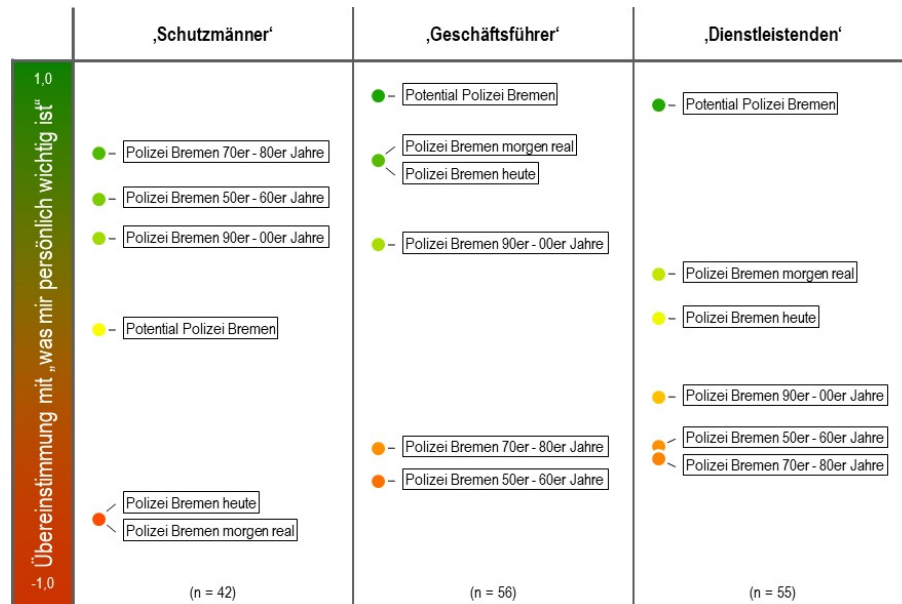 ‚Schutzmänner‘
‚Geschäftsführer‘
‚Dienstleistenden‘
Übereinstimmung mit „was mir persönlich wichtig ist“
1,0
-1,0
Polizei Bremen 70er - 80er Jahre
Polizei Bremen 50er - 60er Jahre
Polizei Bremen 90er - 00er Jahre
Potential Polizei Bremen
Polizei Bremen heute
Polizei Bremen morgen real
(n = 42)
Potential Polizei Bremen
Polizei Bremen morgen real
Polizei Bremen heute
Polizei Bremen 90er - 00er Jahre
Polizei Bremen 70er - 80er Jahre
Polizei Bremen 50er - 60er Jahre
(n = 56)
Potential Polizei Bremen
Polizei Bremen morgen real
Polizei Bremen heute
Polizei Bremen 90er - 00er Jahre
Polizei Bremen 50er - 60er Jahre
Polizei Bremen 70er - 80er Jahre
(n = 55)